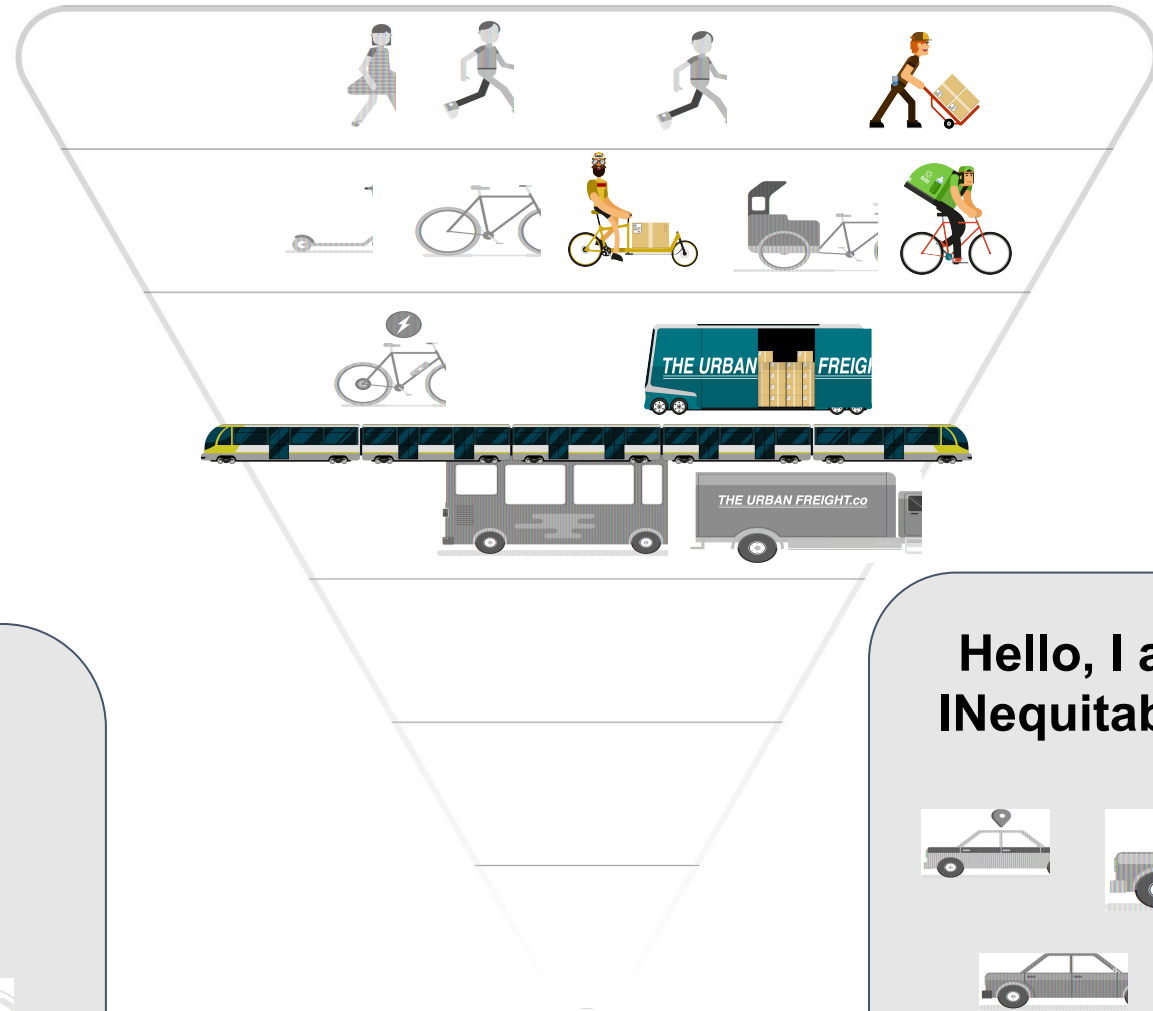 THE URBAN FREIG
THE URBAN FREIGHT.co
Hello, I a
INequitab